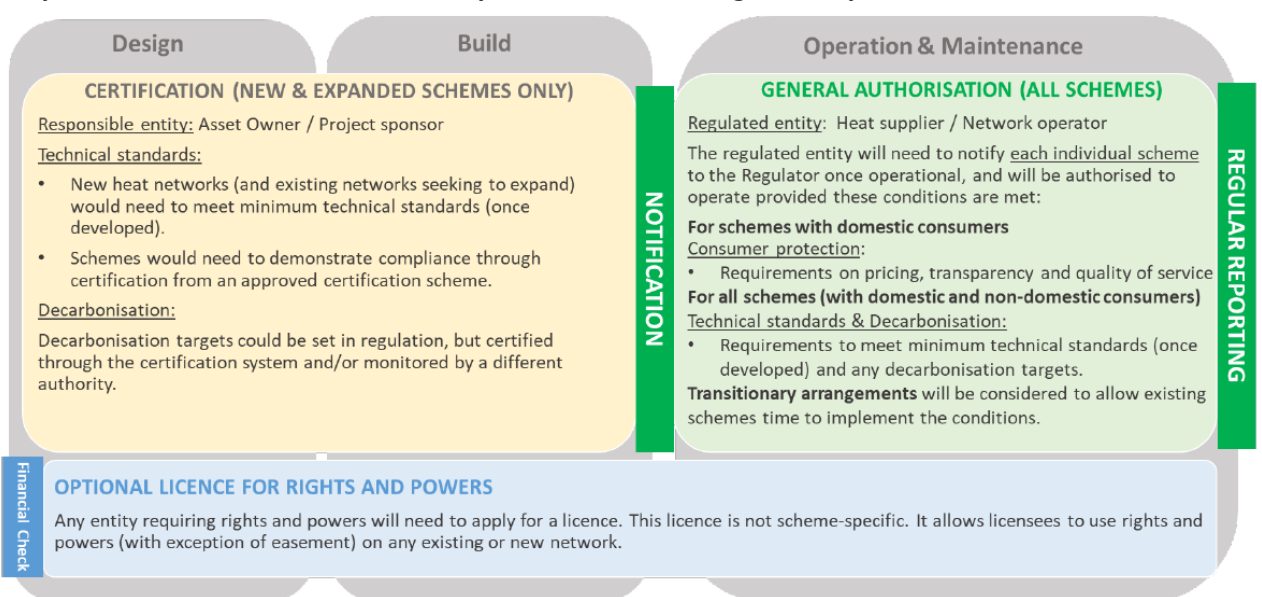 Design
Build
Operation & Maintenance
CERTIFICATION (NEW & EXPANDED SCHEMES ONLY)
Responsible entity: Asset Owner / Project sponsor
Technical standards:
• New heat networks (and existing networks seeking to expand)
would need to meet minimum technical standards (once
developed).
• Schemes would need to demonstrate compliance through
certification from an approved certification scheme.
Decarbonisation:
Decarbonisation targets could be set in regulation, but certified
through the certification system and/or monitored by a different
authority.
NOTIFICATION
GENERAL AUTHORISATION (ALL SCHEMES)
Regulated entity: Heat supplier / Network operator
The regulated entity will need to notify each individual scheme
to the Regulator once operational, and will be authorised to
operate provided these conditions are met:
For schemes with domestic consumers
Consumer protection:
• Requirements on pricing, transparency and quality of service
For all schemes (with domestic and non-domestic consumers)
Technical standards & Decarbonisation:
• Requirements to meet minimum technical standards (once
developed) and any decarbonisation targets.
Transitionary arrangements will be considered to allow existing
schemes time to implement the conditions.
REGULAR REPORTING
Financial Check
OPTIONAL LICENCE FOR RIGHTS AND POWERS
Any entity requiring rights and powers will need to apply for a licence. This licence is not scheme-specific. It allows licensees to use rights and
powers (with exception of easement) on any existing or new network.